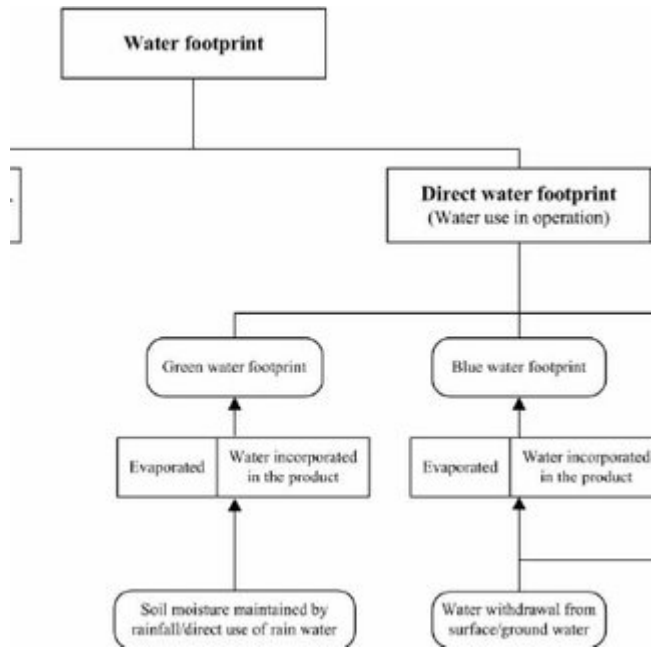 Water footprint
Direct water footprint
(Water use in operation)
Green water footprint
Blue water footprint
Evaporated
Water incorporated
in the product
Evaporated
Water incorporated
in the product
Soil moisture maintained by
rainfall/direct use of rain water
Water withdrawal from
surface/ground water